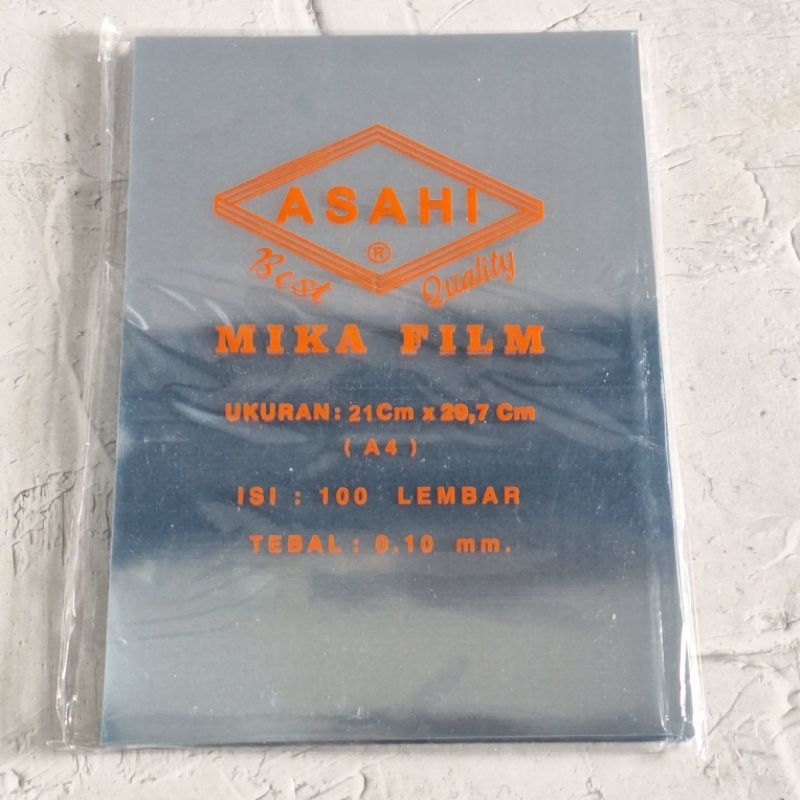 ASAHI
®
Best Quality
MIKA FILM
UKURAN: 21Cm x 29,7 Cm
( A4 )
ISI : 100 LEMBAR
TEBAL : 0.10 mm.